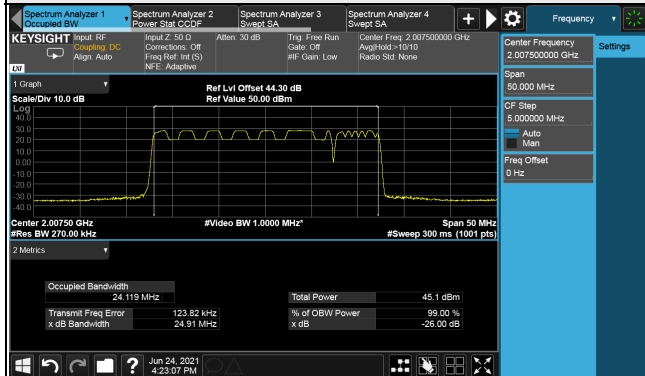 Spectrum Analyzer 1
Occupied BW
Spectrum Analyzer 2
Power Stat CCDF
Spectrum Analyzer 3
Swept SA
Spectrum Analyzer 4
Swept SA
Frequency
KEYSIGHT
Input: RF
Coupling: DC
Align: Auto
Input Z: 50 Ω
Corrections: Off
Freq Ref: Int (S)
NFE: Adaptive
Atten: 30 dB
Trig: Free Run
Gate: Off
#IF Gain: Low
Center Freq: 2.007500000 GHz
Avg|Hold:>10/10
Radio Std: None
LXI
Center Frequency
2.007500000 GHz
Settings
Span
50.000 MHz
CF Step
5.000000 MHz
Auto
Man
Freq Offset
0 Hz
1 Graph
Scale/Div 10.0 dB
Ref Lvl Offset 44.30 dB
Ref Value 50.00 dBm
Log
40.0
30.0
20.0
10.0
0.00
-10.0
-20.0
-30.0
-40.0
Center 2.00750 GHz
#Res BW 270.00 kHz
#Video BW 1.0000 MHz*
Span 50 MHz
#Sweep 300 ms (1001 pts)
2 Metrics
Occupied Bandwidth
24.119 MHz
Total Power 45.1 dBm
Transmit Freq Error 123.82 kHz
% of OBW Power 99.00 %
x dB Bandwidth 24.91 MHz
x dB -26.00 dB
?
Jun 24, 2021
4:23:07 PM